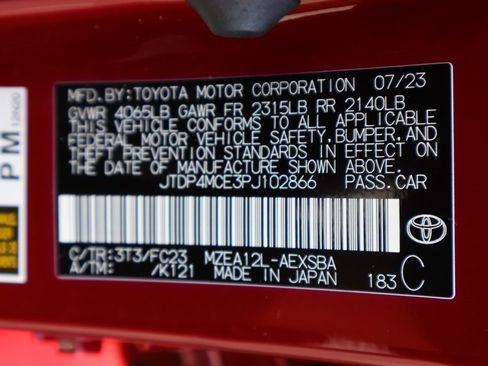 MFD.BY:TOYOTA MOTOR CORPORATION 07/23
GVWR 4065LB GAWR FR 2315LB RR 2140LB
THIS VEHICLE CONFORMS TO ALL APPLICABLE
FEDERAL MOTOR VEHICLE SAFETY,BUMPER,AND
THEFT PREVENTION STANDARDS IN EFFECT ON
THE DATE OF MANUFACTURE SHOWN ABOVE.
JTDP4MCE3PJ102866 PASS.CAR
C/TR:3T3/FC23 MZEA12L-AEXSBA
A/TM: /K121 MADE IN JAPAN 183 C
PM
12H20